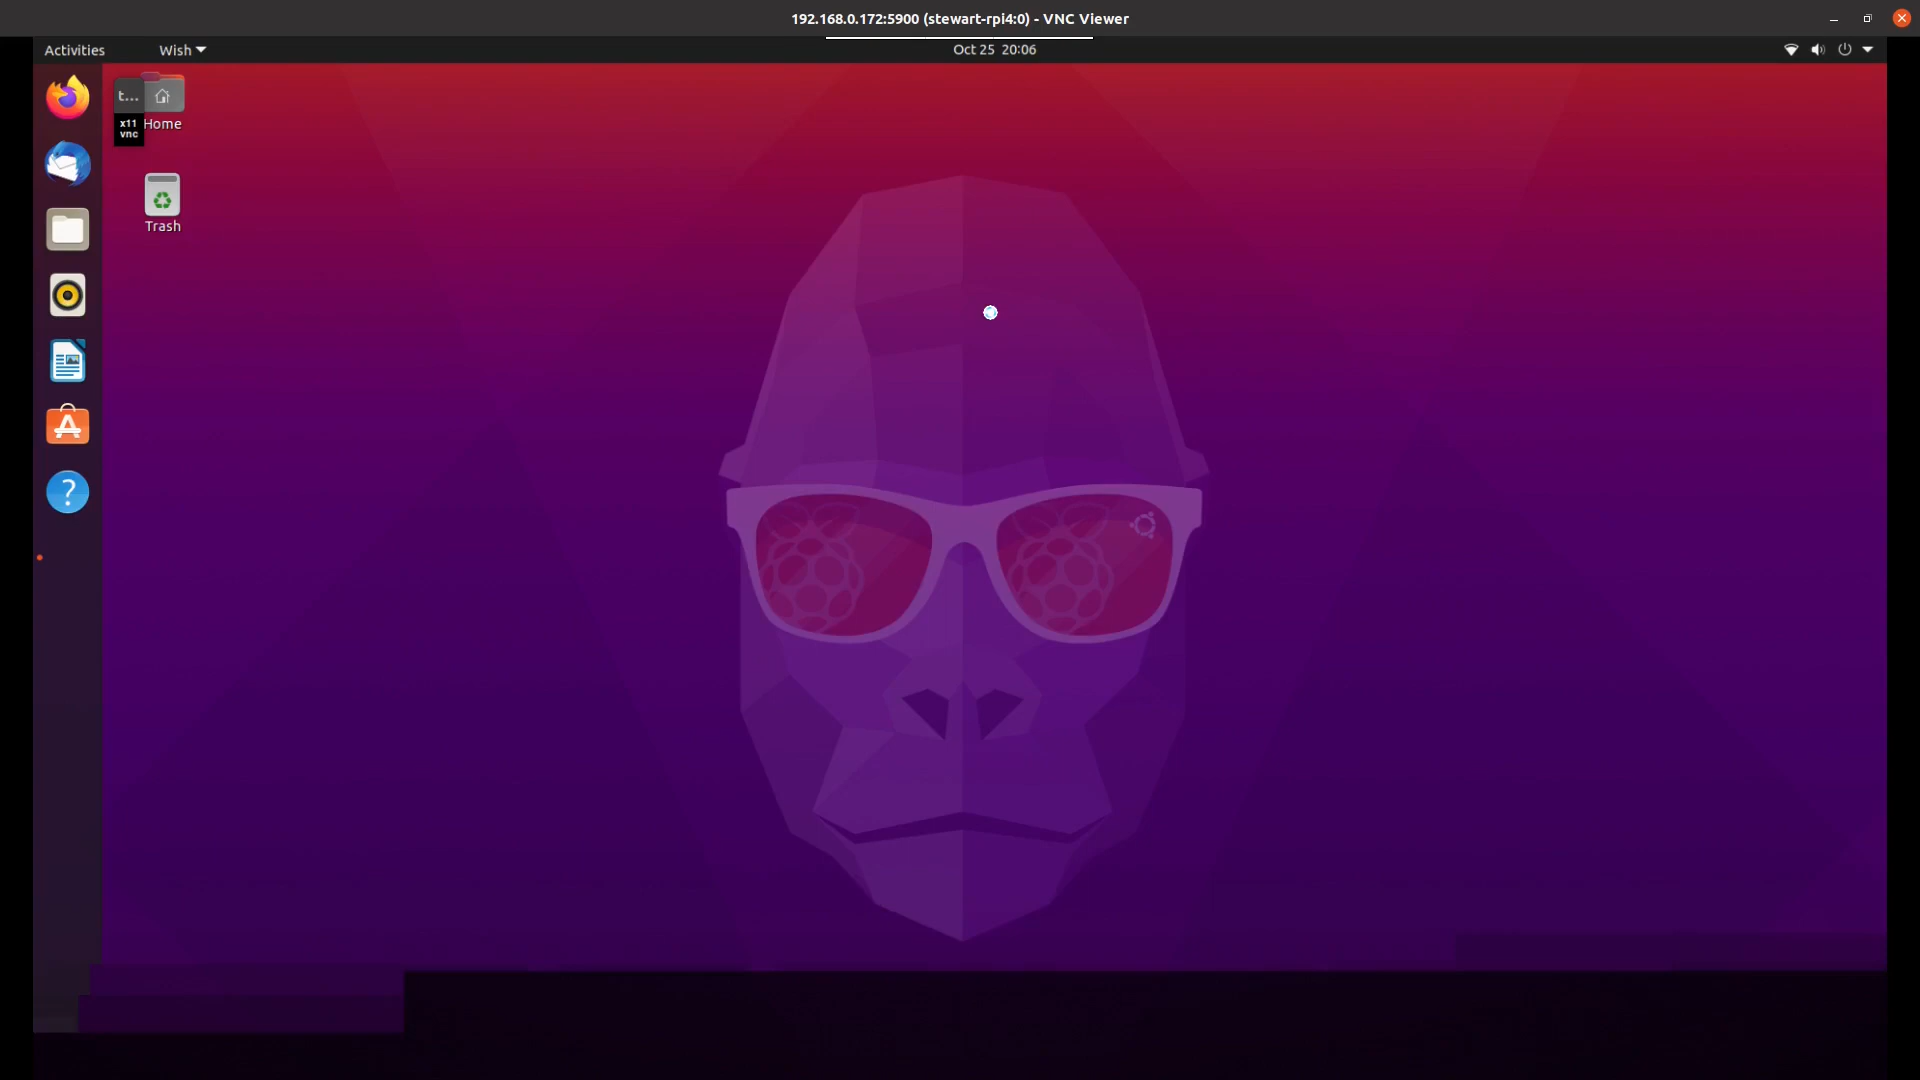 192.168.0.172:5900 (stewart-rpi4:0) - VNC Viewer
Activities
Wish
Oct 25 20:06
t...
x11
vnc
Home
Trash